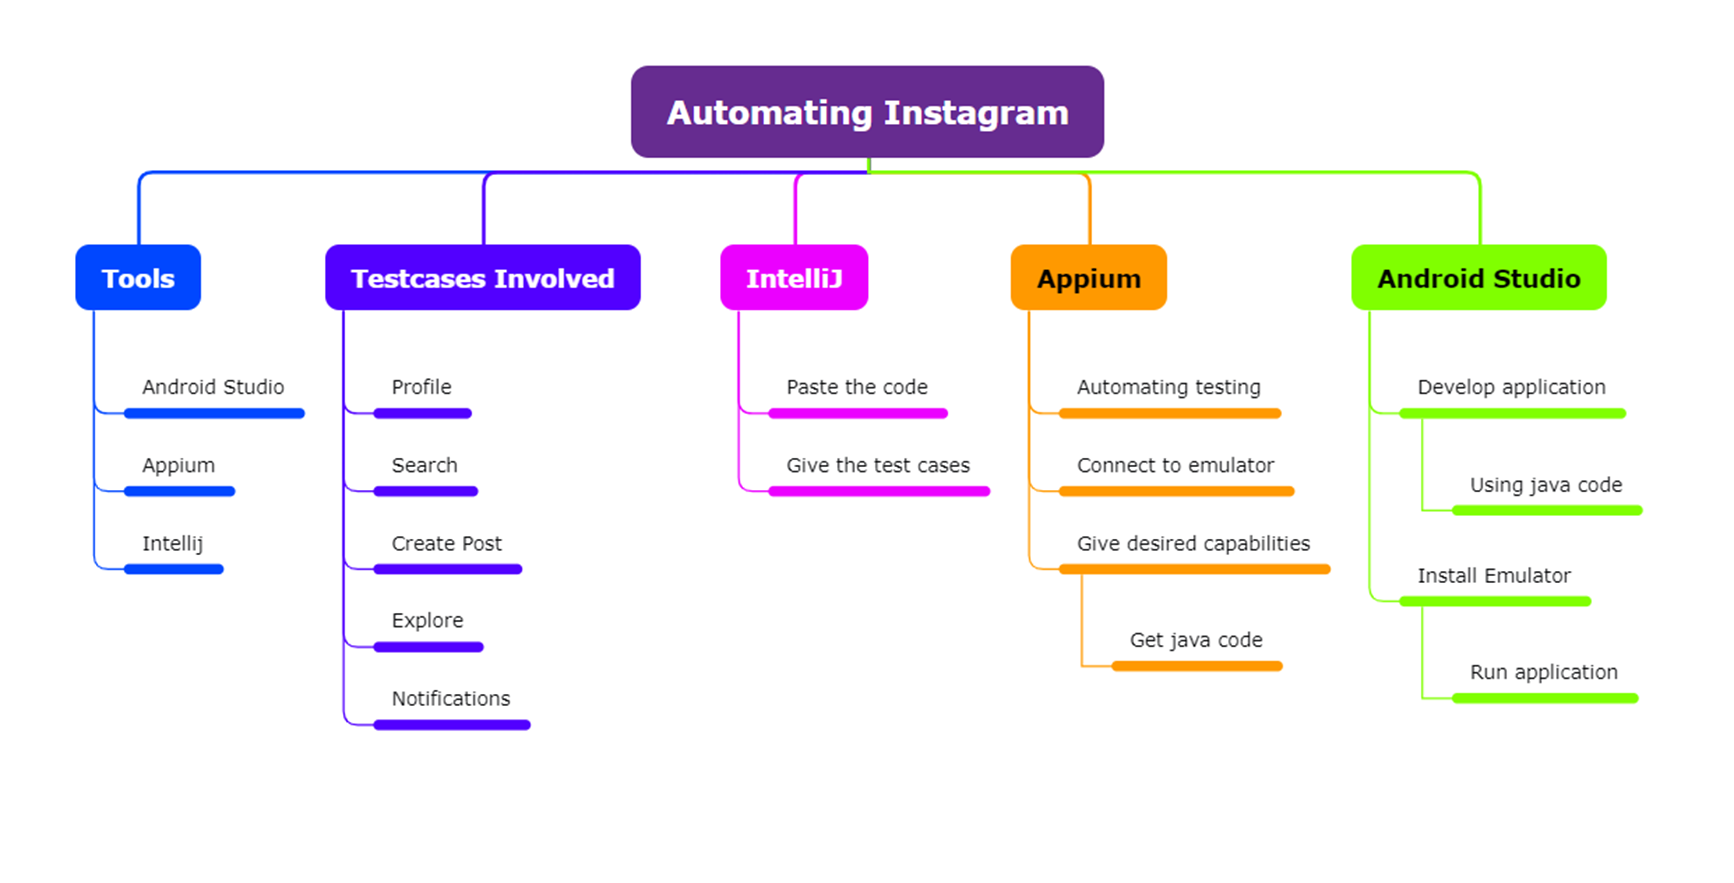 Automating Instagram
Tools
Android Studio
Appium
Intellij
Testcases Involved
Profile
Search
Create Post
Explore
Notifications
IntelliJ
Paste the code
Give the test cases
Appium
Automating testing
Connect to emulator
Give desired capabilities
Get java code
Android Studio
Develop application
Using java code
Install Emulator
Run application